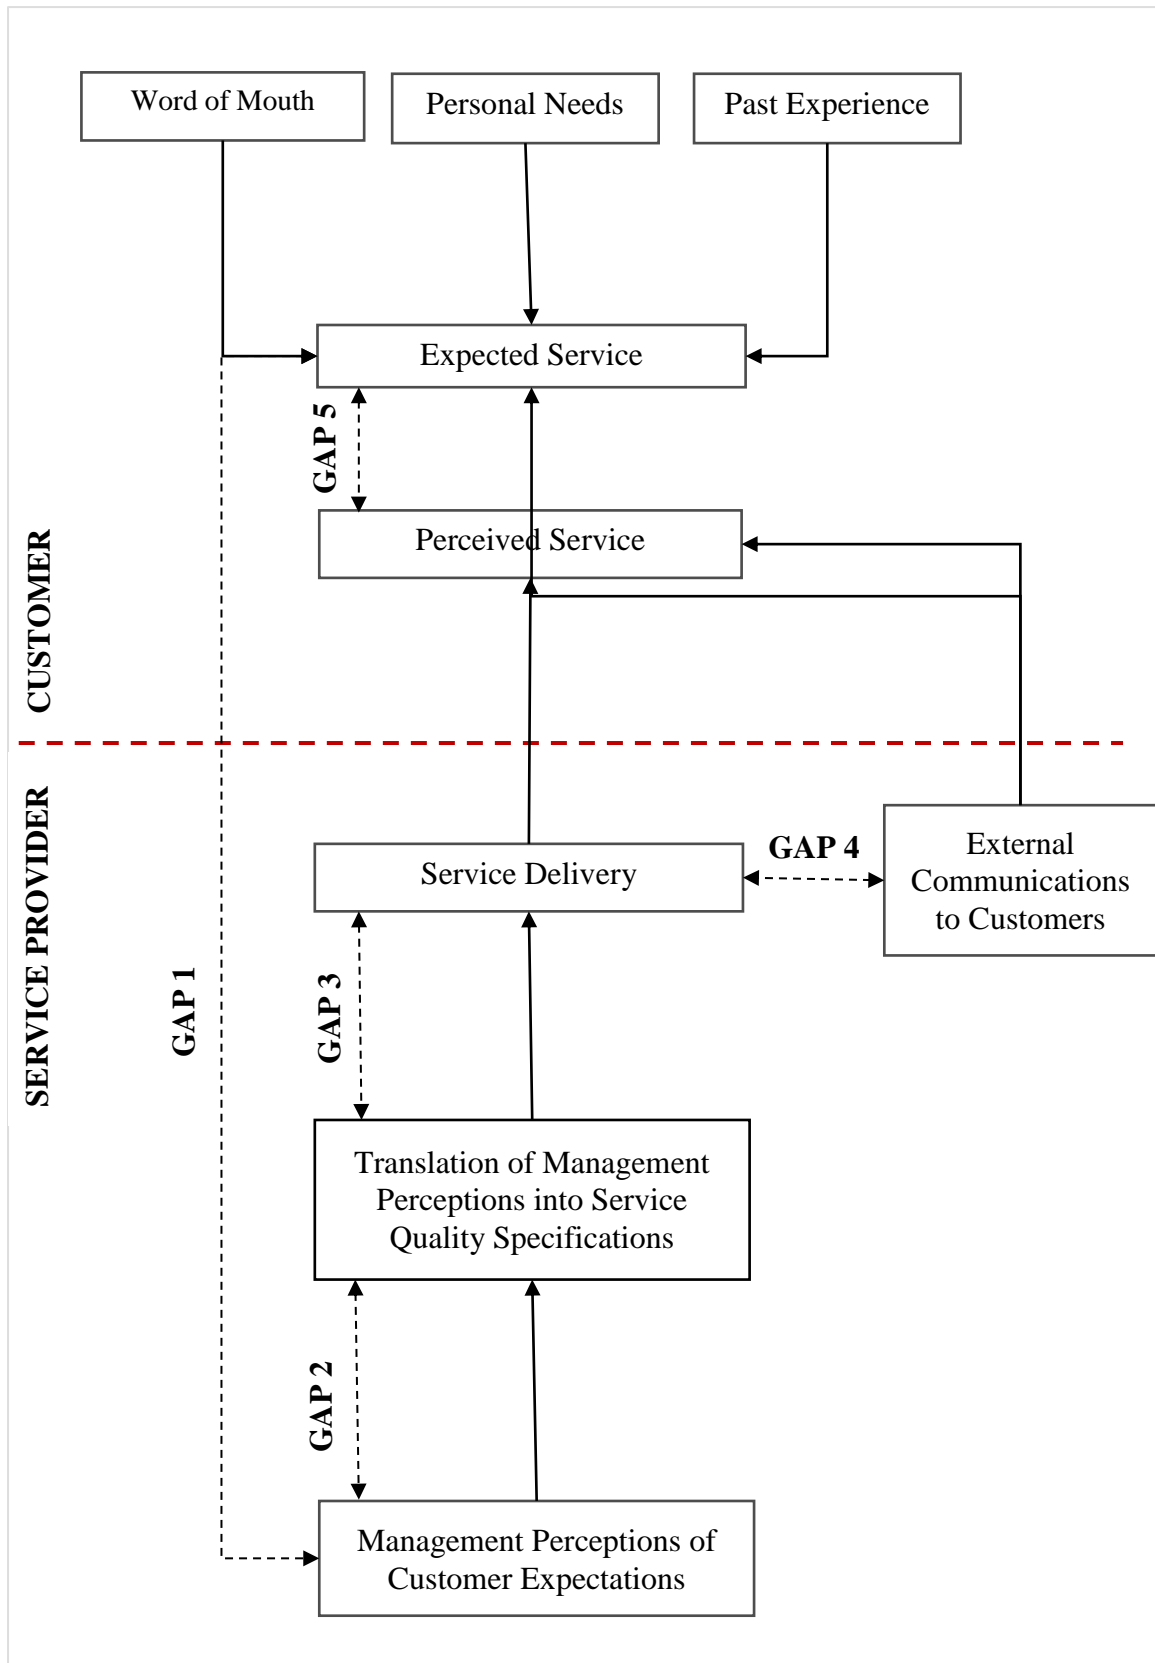 Word of Mouth
Personal Needs
Past Experience
Expected Service
GAP 5
Perceived Service
CUSTOMER
SERVICE PROVIDER
External
Communications
to Customers
GAP 4
Service Delivery
GAP 1
GAP 3
Translation of Management
Perceptions into Service
Quality Specifications
GAP 2
Management Perceptions of
Customer Expectations